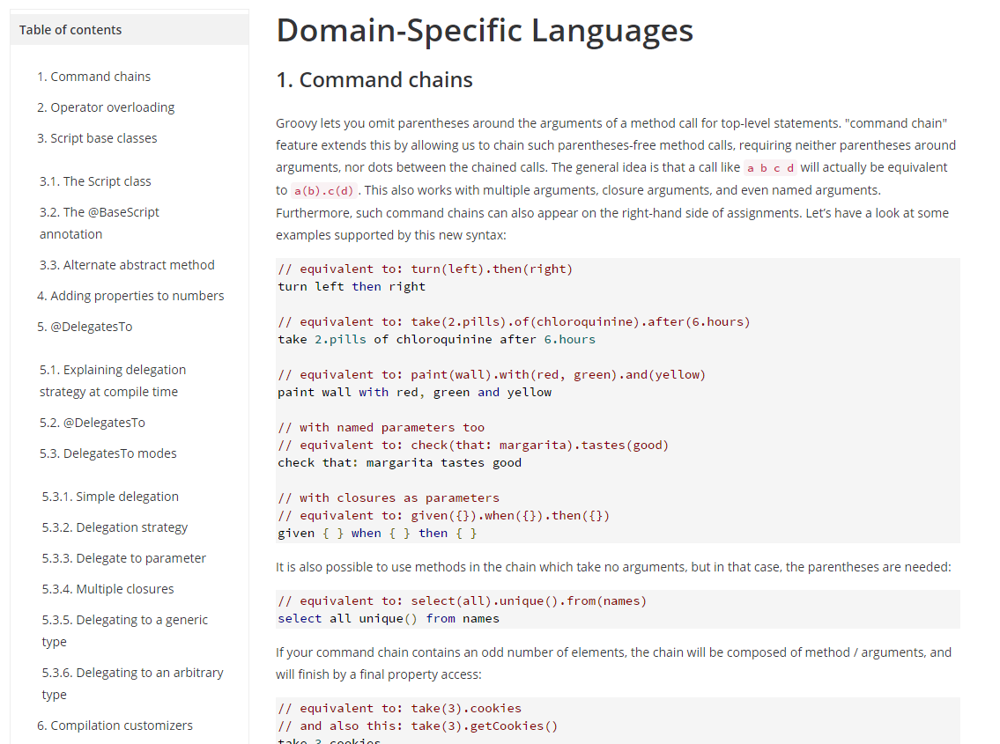 Table of contents
1. Command chains
2. Operator overloading
3. Script base classes
3.1. The Script class
3.2. The @BaseScript
annotation
3.3. Alternate abstract method
4. Adding properties to numbers
5. @DelegatesTo
5.1. Explaining delegation
strategy at compile time
5.2. @DelegatesTo
5.3. DelegatesTo modes
5.3.1. Simple delegation
5.3.2. Delegation strategy
5.3.3. Delegate to parameter
5.3.4. Multiple closures
5.3.5. Delegating to a generic
type
5.3.6. Delegating to an arbitrary
type
6. Compilation customizers
Domain-Specific Languages
1. Command chains
Groovy lets you omit parentheses around the arguments of a method call for top-level statements. "command chain"
feature extends this by allowing us to chain such parentheses-free method calls, requiring neither parentheses around
arguments, nor dots between the chained calls. The general idea is that a call like a b c d will actually be equivalent
to a(b).c(d) . This also works with multiple arguments, closure arguments, and even named arguments.
Furthermore, such command chains can also appear on the right-hand side of assignments. Let’s have a look at some
examples supported by this new syntax:
// equivalent to: turn(left).then(right)
turn left then right
// equivalent to: take(2.pills).of(chloroquinine).after(6.hours)
take 2.pills of chloroquinine after 6.hours
// equivalent to: paint(wall).with(red, green).and(yellow)
paint wall with red, green and yellow
// with named parameters too
// equivalent to: check(that: margarita).tastes(good)
check that: margarita tastes good
// with closures as parameters
// equivalent to: given({}).when({}).then({})
given { } when { } then { }
It is also possible to use methods in the chain which take no arguments, but in that case, the parentheses are needed:
// equivalent to: select(all).unique().from(names)
select all unique() from names
If your command chain contains an odd number of elements, the chain will be composed of method / arguments, and
will finish by a final property access:
// equivalent to: take(3).cookies
// and also this: take(3).getCookies()
take 3 cookies